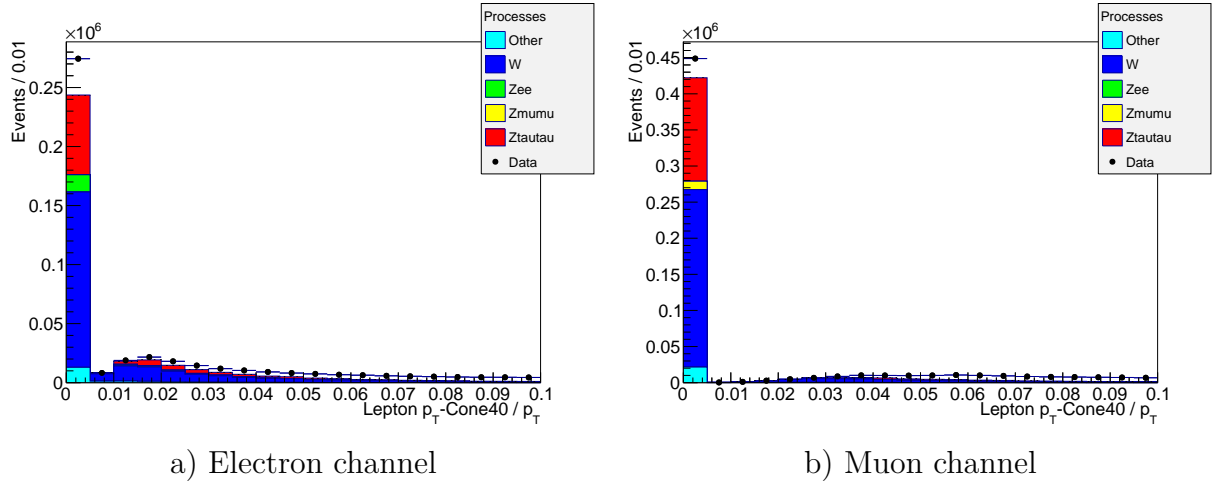 ×10⁶
Events / 0.01
0.25
0.2
0.15
0.1
0.05
0
0 0.01 0.02 0.03 0.04 0.05 0.06 0.07 0.08 0.09 0.1
Lepton p_T-Cone40 / p_T
Processes
Other
W
Zee
Zmumu
Ztautau
Data
a) Electron channel
×10⁶
Events / 0.01
0.45
0.4
0.35
0.3
0.25
0.2
0.15
0.1
0.05
0
0 0.01 0.02 0.03 0.04 0.05 0.06 0.07 0.08 0.09 0.1
Lepton p_T-Cone40 / p_T
Processes
Other
W
Zee
Zmumu
Ztautau
Data
b) Muon channel